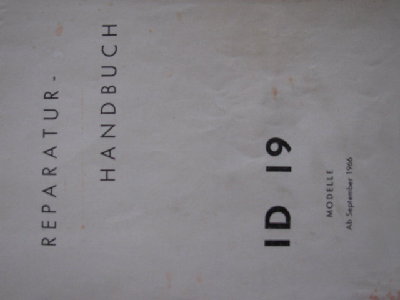 REPARATUR-
HANDBUCH
ID 19
MODELLE
Ab September 1966